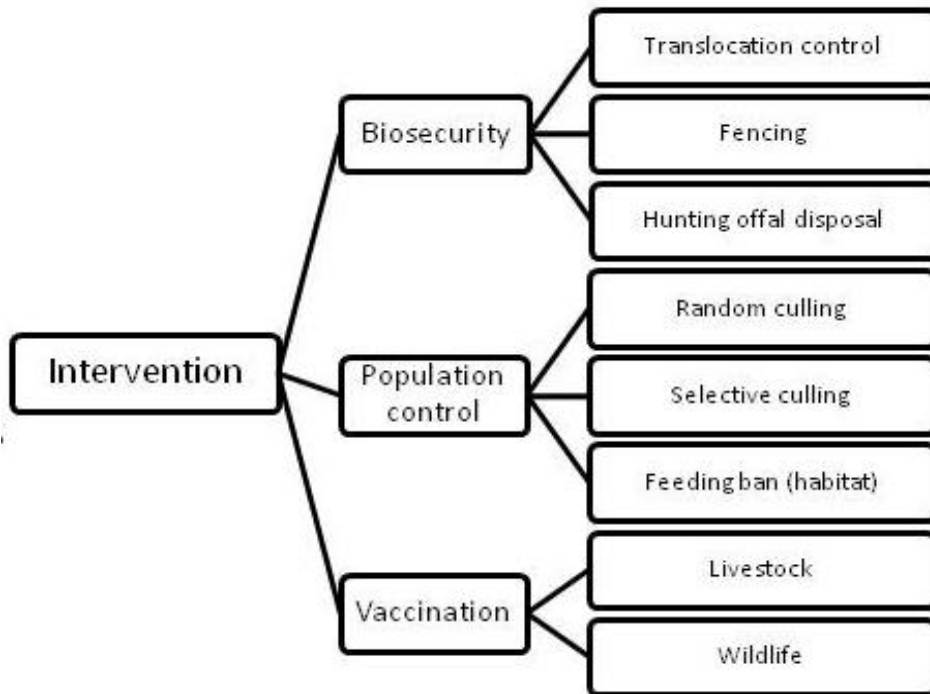 Translocation control
Biosecurity
Fencing
Hunting offal disposal
Random culling
Intervention
Population
control
Selective culling
Feeding ban (habitat)
Livestock
Vaccination
Wildlife